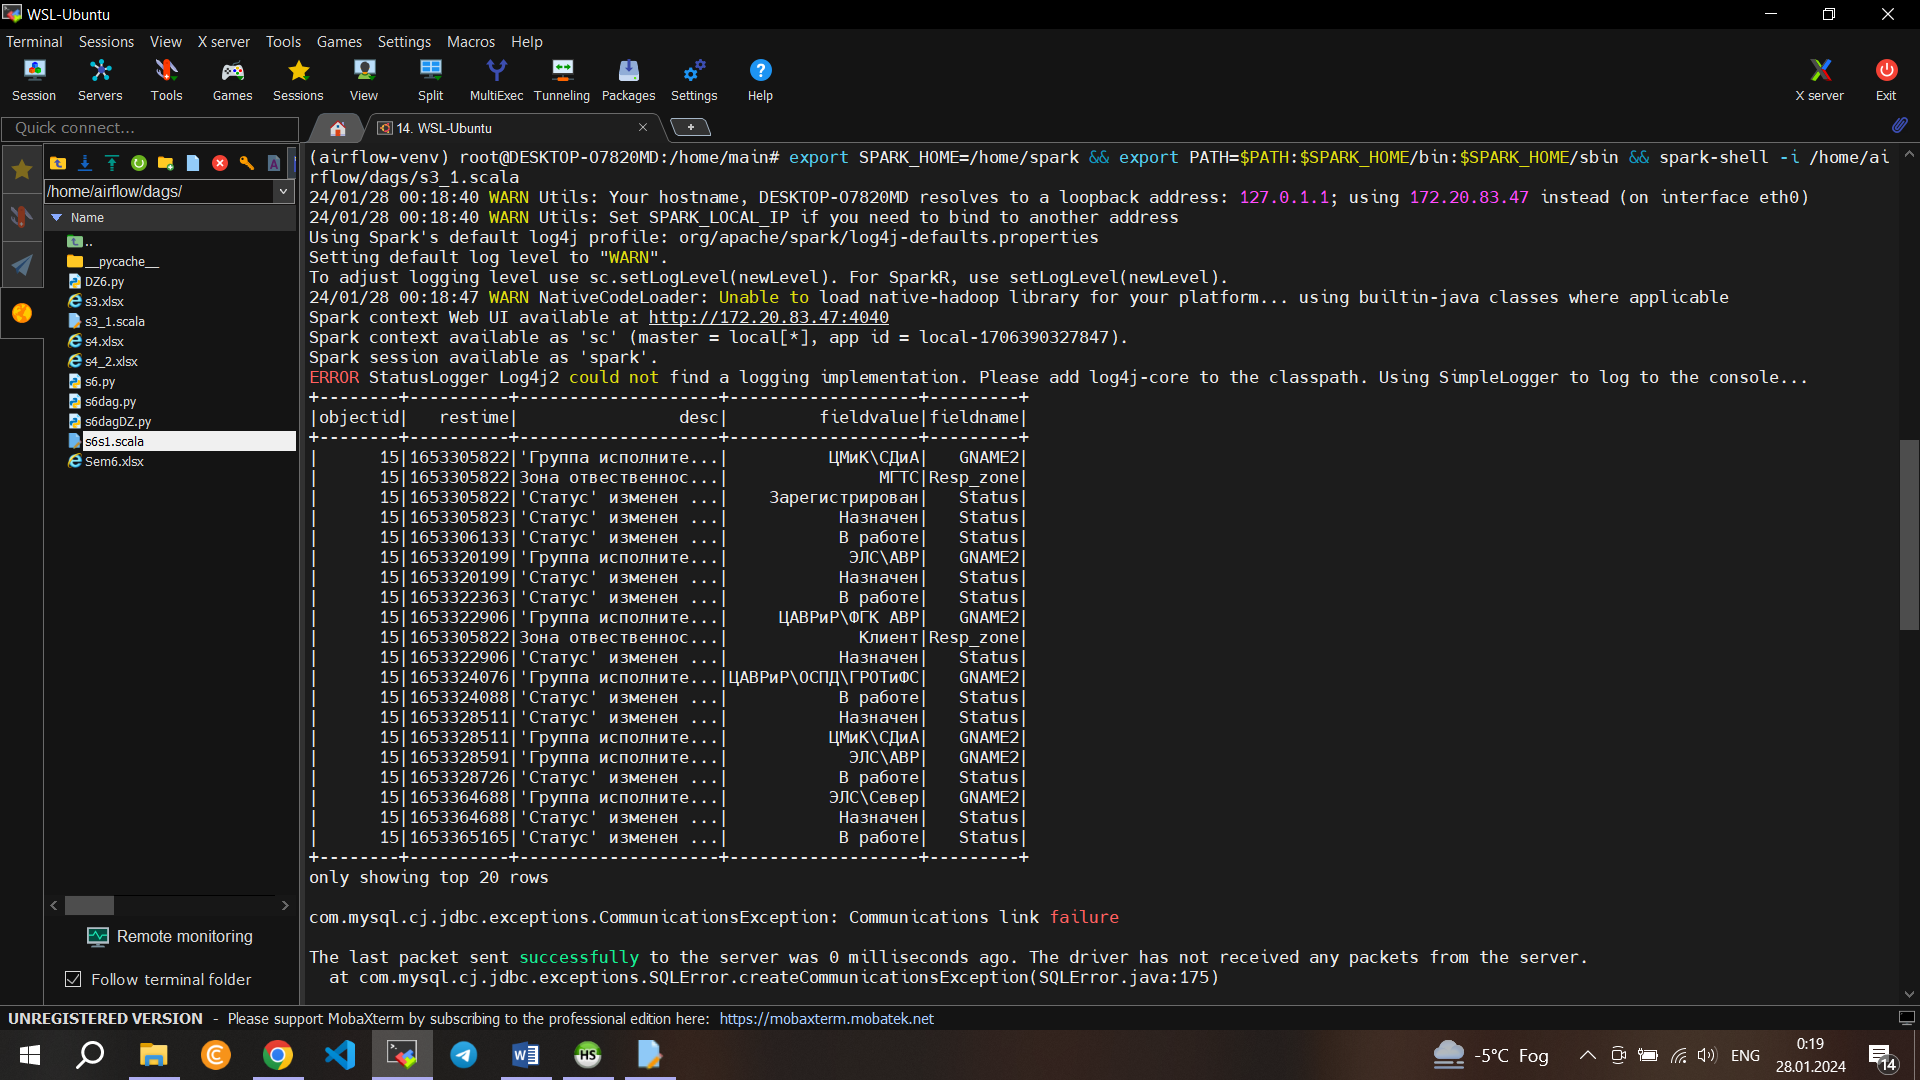 WSL-Ubuntu
Terminal Sessions View X server Tools Games Settings Macros Help
Session Servers Tools Games Sessions View Split MultiExec Tunneling Packages Settings Help X server Exit
Quick connect...
14. WSL-Ubuntu
/home/airflow/dags/
Name
..
__pycache__
DZ6.py
s3.xlsx
s3_1.scala
s4.xlsx
s4_2.xlsx
s6.py
s6dag.py
s6dagDZ.py
s6s1.scala
Sem6.xlsx
Remote monitoring
Follow terminal folder
(airflow-venv) root@DESKTOP-O7820MD:/home/main# export SPARK_HOME=/home/spark && export PATH=$PATH:$SPARK_HOME/bin:$SPARK_HOME/sbin && spark-shell -i /home/ai
rflow/dags/s3_1.scala
24/01/28 00:18:40 WARN Utils: Your hostname, DESKTOP-O7820MD resolves to a loopback address: 127.0.1.1; using 172.20.83.47 instead (on interface eth0)
24/01/28 00:18:40 WARN Utils: Set SPARK_LOCAL_IP if you need to bind to another address
Using Spark's default log4j profile: org/apache/spark/log4j-defaults.properties
Setting default log level to "WARN".
To adjust logging level use sc.setLogLevel(newLevel). For SparkR, use setLogLevel(newLevel).
24/01/28 00:18:47 WARN NativeCodeLoader: Unable to load native-hadoop library for your platform... using builtin-java classes where applicable
Spark context Web UI available at http://172.20.83.47:4040
Spark context available as 'sc' (master = local[*], app id = local-1706390327847).
Spark session available as 'spark'.
ERROR StatusLogger Log4j2 could not find a logging implementation. Please add log4j-core to the classpath. Using SimpleLogger to log to the console...
+--------+----------+--------------------+-------------------+---------+
|objectid|   restime|                desc|         fieldvalue|fieldname|
+--------+----------+--------------------+-------------------+---------+
|      15|1653305822|'Группа исполните...|          ЦМиК\СДиА|   GNAME2|
|      15|1653305822|Зона отвественнос...|               МГТС|Resp_zone|
|      15|1653305822|'Статус' изменен ...|    Зарегистрирован|   Status|
|      15|1653305823|'Статус' изменен ...|           Назначен|   Status|
|      15|1653306133|'Статус' изменен ...|           В работе|   Status|
|      15|1653320199|'Группа исполните...|            ЭЛС\АВР|   GNAME2|
|      15|1653320199|'Статус' изменен ...|           Назначен|   Status|
|      15|1653322363|'Статус' изменен ...|           В работе|   Status|
|      15|1653322906|'Группа исполните...|     ЦАВРиР\ФГК АВР|   GNAME2|
|      15|1653305822|Зона отвественнос...|             Клиент|Resp_zone|
|      15|1653322906|'Статус' изменен ...|           Назначен|   Status|
|      15|1653324076|'Группа исполните...|ЦАВРиР\ОСПД\ГРОТиФС|   GNAME2|
|      15|1653324088|'Статус' изменен ...|           В работе|   Status|
|      15|1653328511|'Статус' изменен ...|           Назначен|   Status|
|      15|1653328511|'Группа исполните...|          ЦМиК\СДиА|   GNAME2|
|      15|1653328591|'Группа исполните...|            ЭЛС\АВР|   GNAME2|
|      15|1653328726|'Статус' изменен ...|           В работе|   Status|
|      15|1653364688|'Группа исполните...|          ЭЛС\Север|   GNAME2|
|      15|1653364688|'Статус' изменен ...|           Назначен|   Status|
|      15|1653365165|'Статус' изменен ...|           В работе|   Status|
+--------+----------+--------------------+-------------------+---------+
only showing top 20 rows
com.mysql.cj.jdbc.exceptions.CommunicationsException: Communications link failure
The last packet sent successfully to the server was 0 milliseconds ago. The driver has not received any packets from the server.
at com.mysql.cj.jdbc.exceptions.SQLError.createCommunicationsException(SQLError.java:175)
UNREGISTERED VERSION - Please support MobaXterm by subscribing to the professional edition here: https://mobaxterm.mobatek.net
-5°C Fog
ENG
0:19
28.01.2024
14